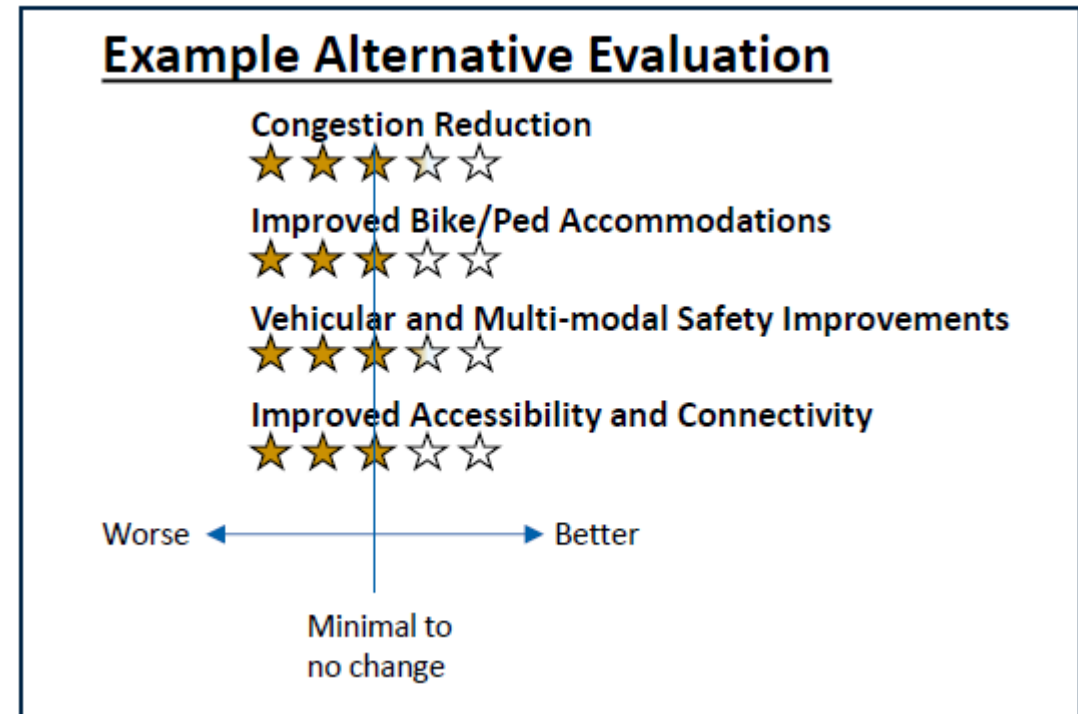 Example Alternative Evaluation
Congestion Reduction
Improved Bike/Ped Accommodations
Vehicular and Multi-modal Safety Improvements
Improved Accessibility and Connectivity
Worse
Better
Minimal to
no change